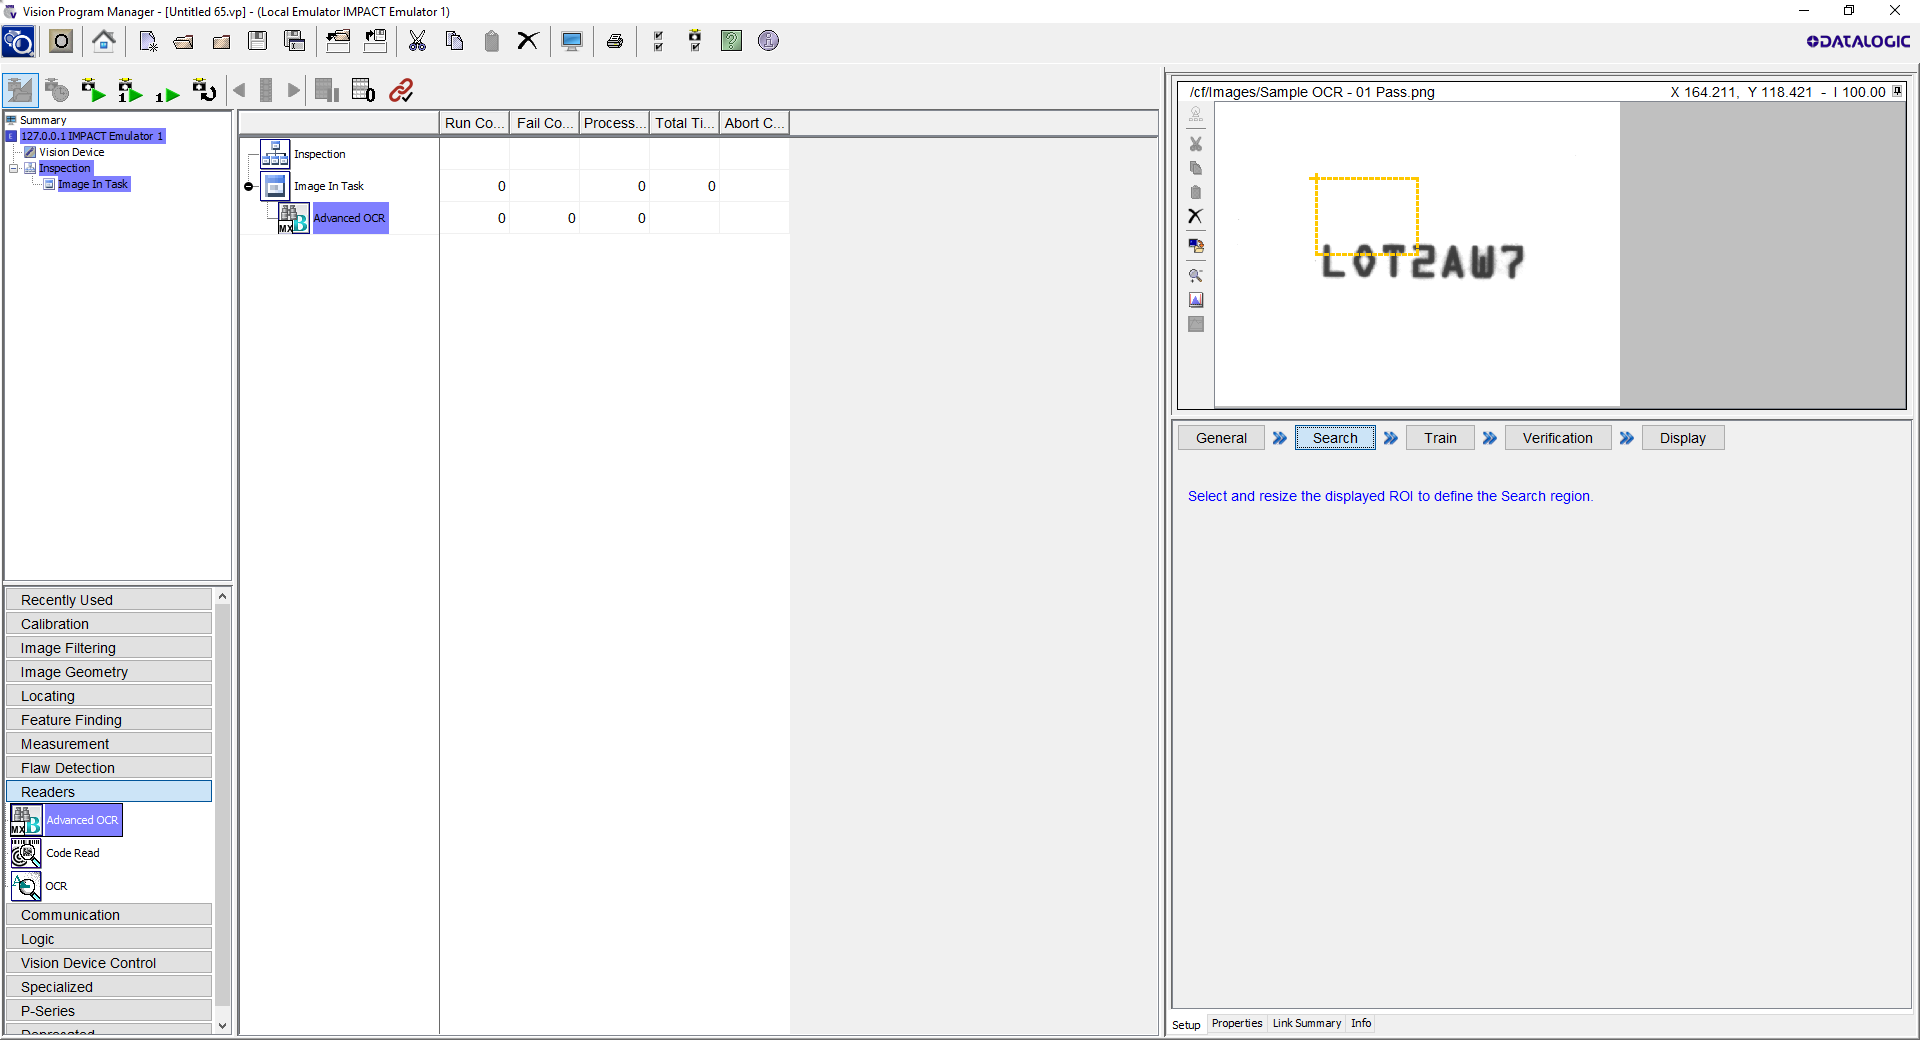 Vision Program Manager - [Untitled 65.vp] - (Local Emulator IMPACT Emulator 1)
DATALOGIC
Summary
127.0.0.1 IMPACT Emulator 1
Vision Device
Inspection
Image In Task
Run Co... Fail Co... Process... Total Ti... Abort C...
Inspection
Image In Task 0 0 0
Advanced OCR 0 0 0
/cf/Images/Sample OCR - 01 Pass.png X 164.211, Y 118.421 - I 100.00
LOT2AW7
General Search Train Verification Display
Select and resize the displayed ROI to define the Search region.
Recently Used
Calibration
Image Filtering
Image Geometry
Locating
Feature Finding
Measurement
Flaw Detection
Readers
Advanced OCR
Code Read
OCR
Communication
Logic
Vision Device Control
Specialized
P-Series
Deprecated
Setup Properties Link Summary Info